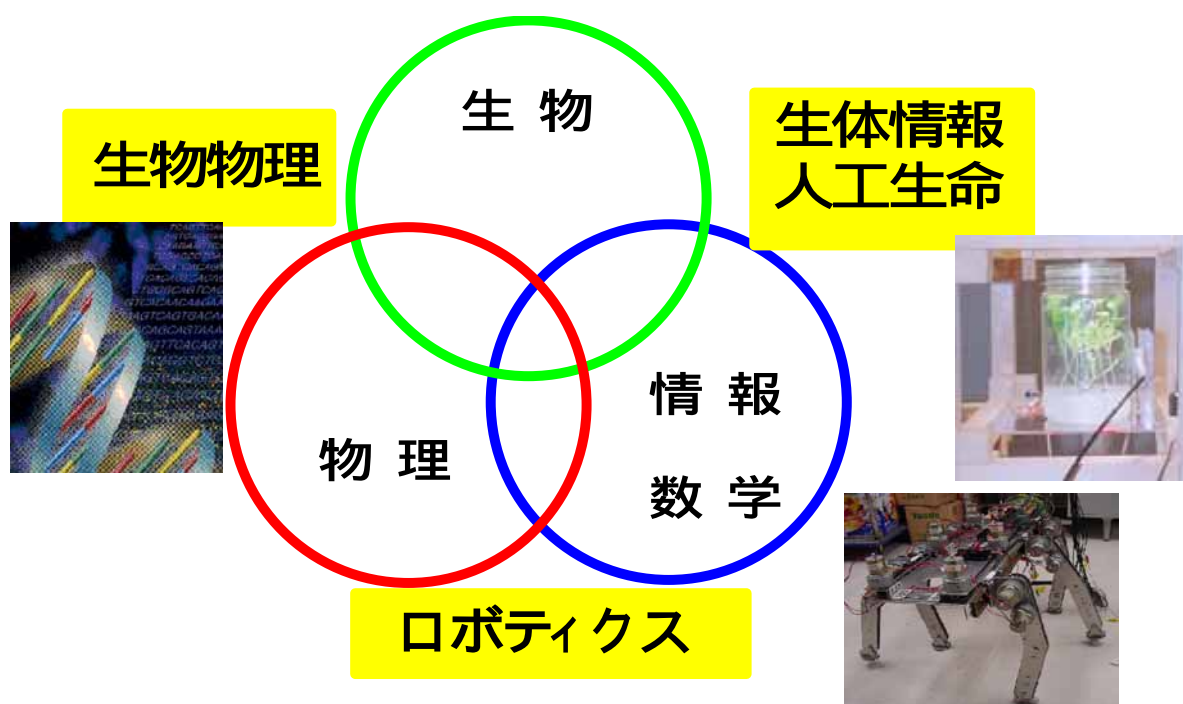 生 物
生物物理
生体情報
人工生命
情 報
物 理
数 学
ロボティクス